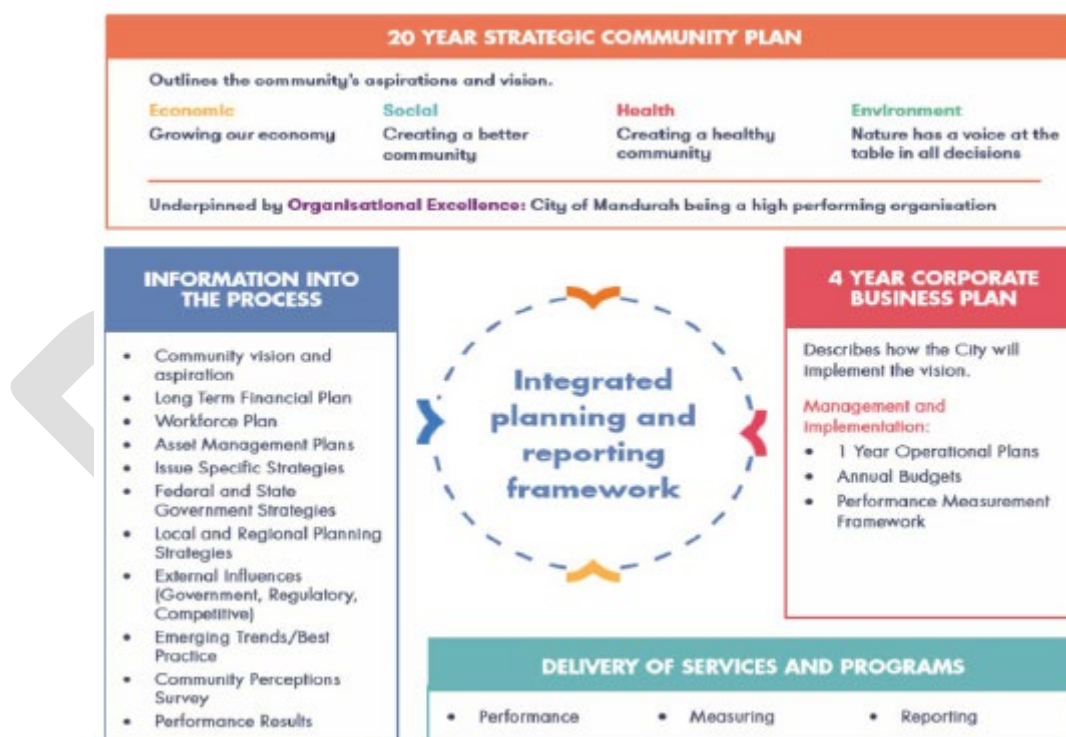 20 YEAR STRATEGIC COMMUNITY PLAN
Outlines the community's aspirations and vision.
Economic
Growing our economy
Social
Creating a better
community
Health
Creating a healthy
community
Environment
Nature has a voice at the
table in all decisions
Underpinned by Organisational Excellence: City of Mandurah being a high performing organisation
INFORMATION INTO
THE PROCESS
• Community vision and
aspiration
• Long Term Financial Plan
• Workforce Plan
• Asset Management Plans
• Issue Specific Strategies
• Federal and State
Government Strategies
• Local and Regional Planning
Strategies
• External Influences
(Government, Regulatory,
Competitive)
• Emerging Trends/Best
Practice
• Community Perceptions
Survey
• Performance Results
Integrated
planning and
reporting
framework
4 YEAR CORPORATE
BUSINESS PLAN
Describes how the City will
implement the vision.
Management and
Implementation:
• 1 Year Operational Plans
• Annual Budgets
• Performance Measurement
Framework
DELIVERY OF SERVICES AND PROGRAMS
• Performance
• Measuring
• Reporting